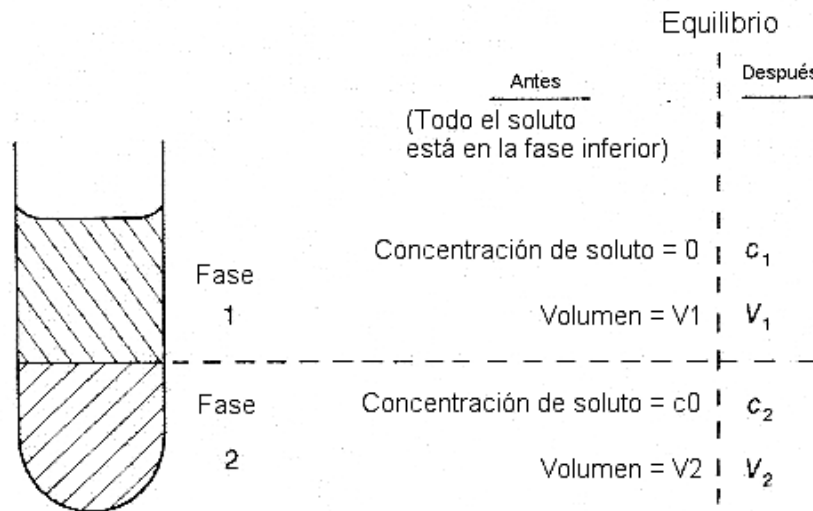 Equilibrio
Antes
Después
(Todo el soluto
está en la fase inferior)
Concentración de soluto = 0
c₁
Fase
1
Volumen = V1
V₁
Fase
2
Concentración de soluto = c0
c₂
Volumen = V2
V₂